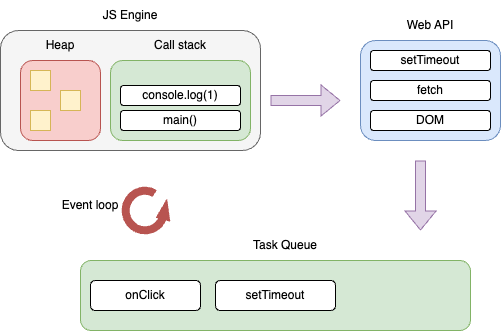 JS Engine
Heap
Call stack
console.log(1)
main()
Web API
setTimeout
fetch
DOM
Event loop
Task Queue
onClick
setTimeout